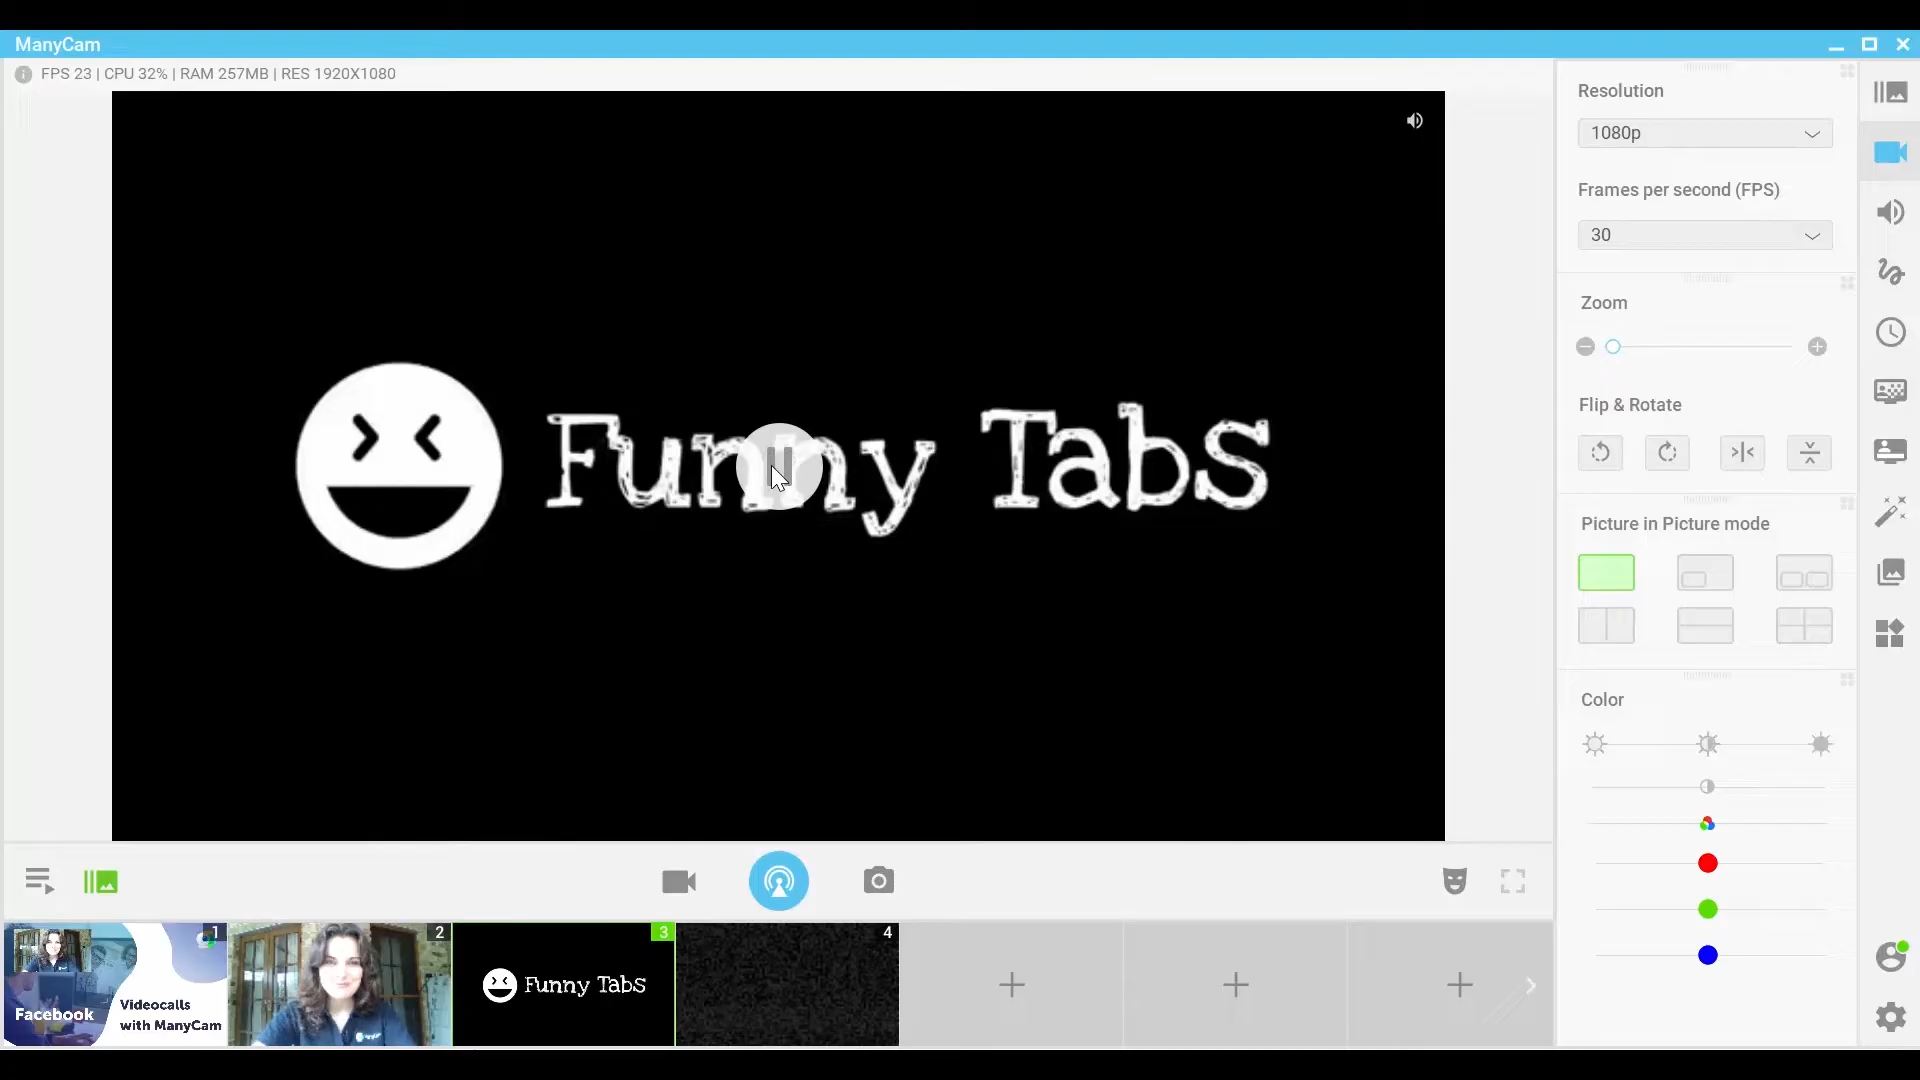 ManyCam
FPS 23 | CPU 32% | RAM 257MB | RES 1920X1080
Funny Tabs
Resolution
1080p
Frames per second (FPS)
30
Zoom
Flip & Rotate
Picture in Picture mode
Color
1
Facebook
Videocalls
with ManyCam
2
3
Funny Tabs
4